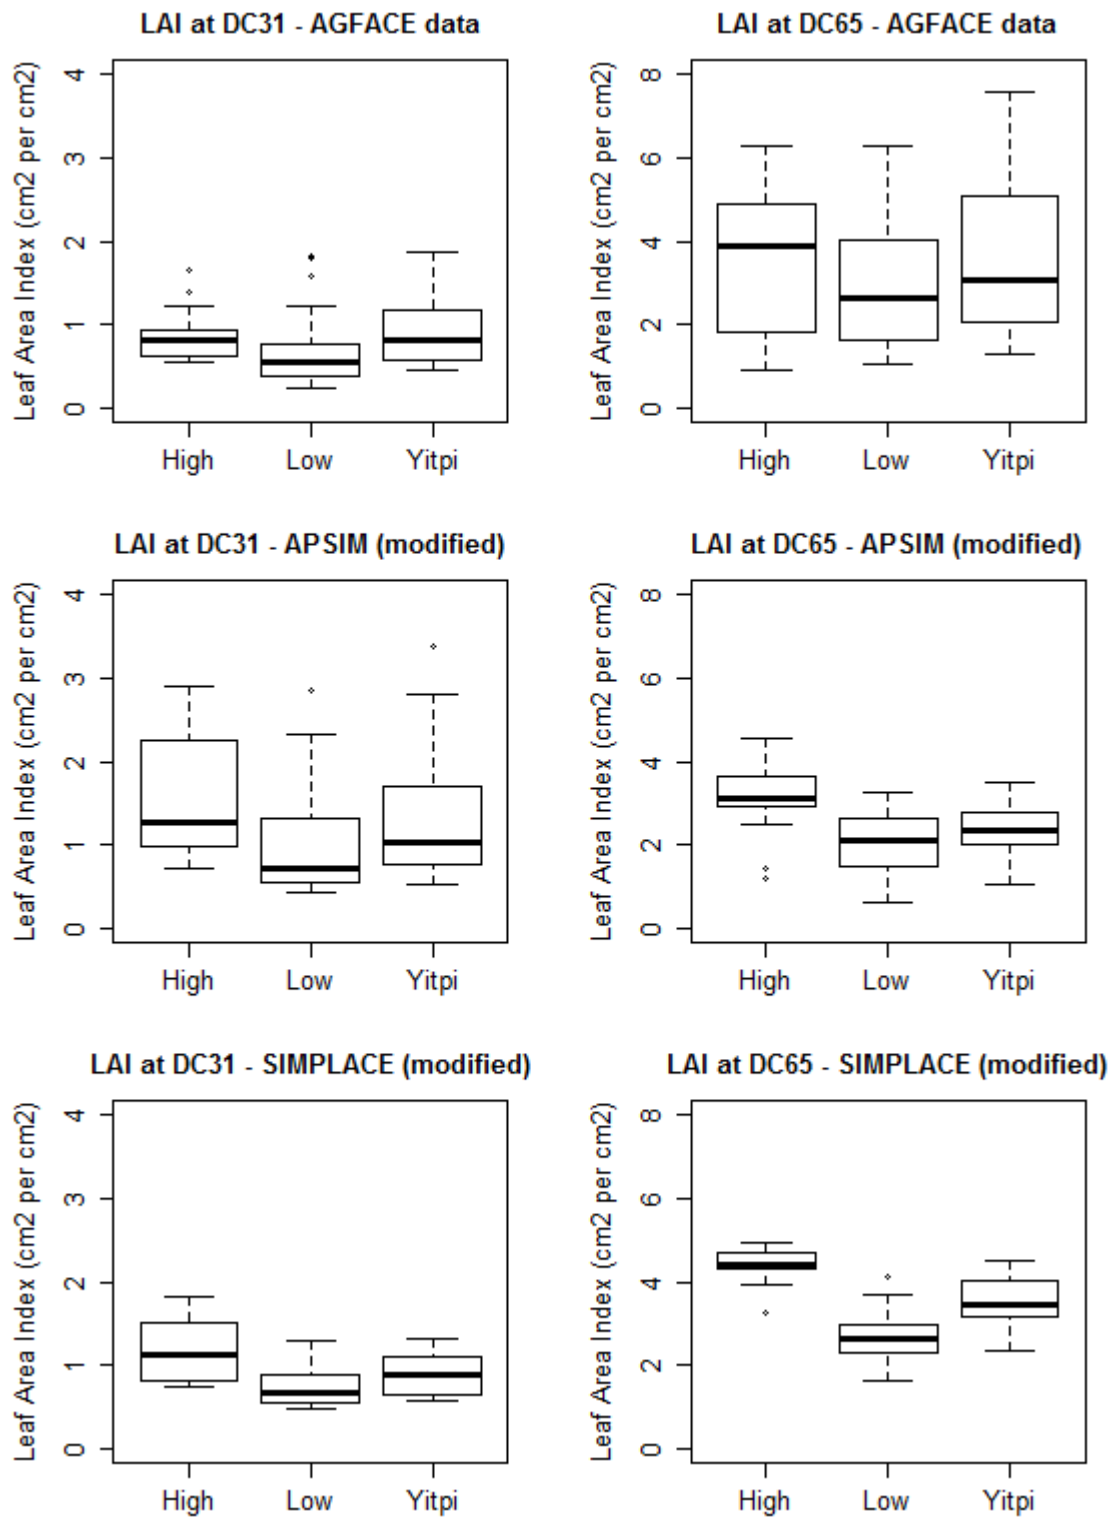 LAI at DC31 - AGFACE data
Leaf Area Index (cm2 per cm2)
4
3
2
1
0
High Low Yitpi
LAI at DC65 - AGFACE data
Leaf Area Index (cm2 per cm2)
8
6
4
2
0
High Low Yitpi
LAI at DC31 - APSIM (modified)
Leaf Area Index (cm2 per cm2)
4
3
2
1
0
High Low Yitpi
LAI at DC65 - APSIM (modified)
Leaf Area Index (cm2 per cm2)
8
6
4
2
0
High Low Yitpi
LAI at DC31 - SIMPLACE (modified)
Leaf Area Index (cm2 per cm2)
4
3
2
1
0
High Low Yitpi
LAI at DC65 - SIMPLACE (modified)
Leaf Area Index (cm2 per cm2)
8
6
4
2
0
High Low Yitpi